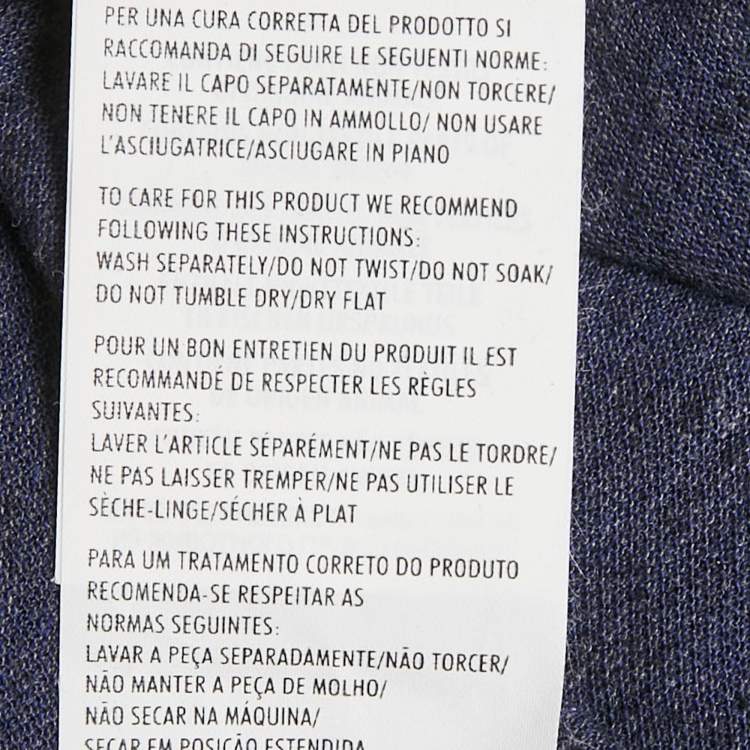 PER UNA CURA CORRETTA DEL PRODOTTO SI
RACCOMANDA DI SEGUIRE LE SEGUENTI NORME:
LAVARE IL CAPO SEPARATAMENTE/NON TORCERE/
NON TENERE IL CAPO IN AMMOLLO/ NON USARE
L'ASCIUGATRICE/ASCIUGARE IN PIANO
TO CARE FOR THIS PRODUCT WE RECOMMEND
FOLLOWING THESE INSTRUCTIONS:
WASH SEPARATELY/DO NOT TWIST/DO NOT SOAK/
DO NOT TUMBLE DRY/DRY FLAT
POUR UN BON ENTRETIEN DU PRODUIT IL EST
RECOMMANDÉ DE RESPECTER LES RÈGLES
SUIVANTES:
LAVER L'ARTICLE SÉPARÉMENT/NE PAS LE TORDRE/
NE PAS LAISSER TREMPER/NE PAS UTILISER LE
SÈCHE-LINGE/SÉCHER À PLAT
PARA UM TRATAMENTO CORRETO DO PRODUTO
RECOMENDA-SE RESPEITAR AS
NORMAS SEGUINTES:
LAVAR A PEÇA SEPARADAMENTE/NÃO TORCER/
NÃO MANTER A PEÇA DE MOLHO/
NÃO SECAR NA MÁQUINA/
SECAR EM POSIÇÃO ESTENDIDA